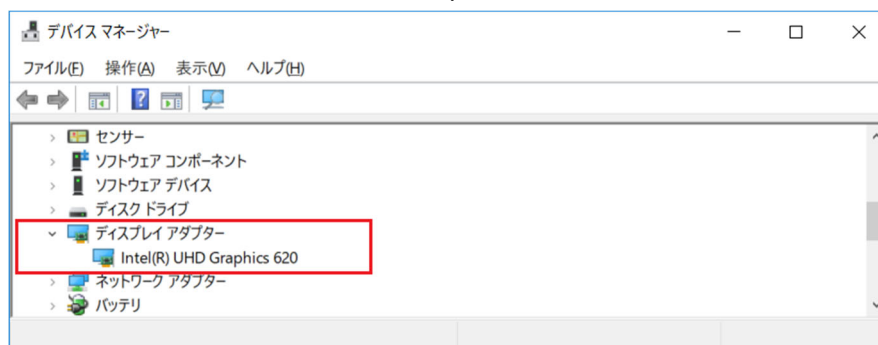 デバイス マネージャー
ファイル(F) 操作(A) 表示(V) ヘルプ(H)
センサー
ソフトウェア コンポーネント
ソフトウェア デバイス
ディスク ドライブ
ディスプレイ アダプター
Intel(R) UHD Graphics 620
ネットワーク アダプター
バッテリ